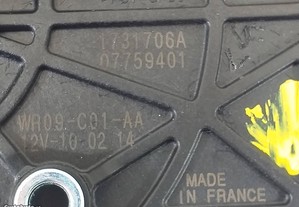 1731706A
07759401
WR09-C01-AA
12V-10 02 14
MADE
IN FRANCE